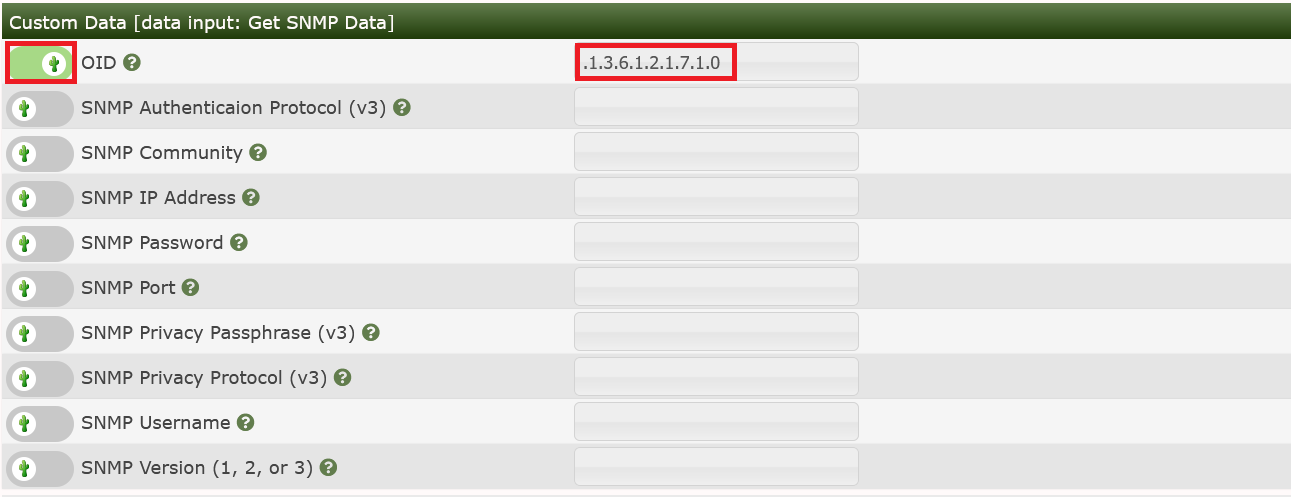 Custom Data [data input: Get SNMP Data]
OID ? .1.3.6.1.2.1.7.1.0
SNMP Authenticaion Protocol (v3) ?
SNMP Community ?
SNMP IP Address ?
SNMP Password ?
SNMP Port ?
SNMP Privacy Passphrase (v3) ?
SNMP Privacy Protocol (v3) ?
SNMP Username ?
SNMP Version (1, 2, or 3) ?